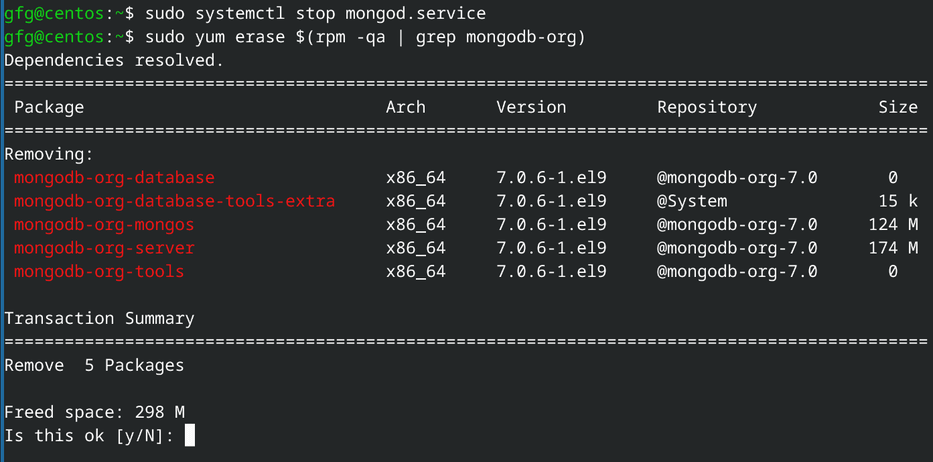 gfg@centos:~$ sudo systemctl stop mongod.service
gfg@centos:~$ sudo yum erase $(rpm -qa | grep mongodb-org)
Dependencies resolved.
============================================================================================
 Package                             Arch       Version         Repository            Size
============================================================================================
Removing:
 mongodb-org-database                x86_64     7.0.6-1.el9     @mongodb-org-7.0       0
 mongodb-org-database-tools-extra    x86_64     7.0.6-1.el9     @System               15 k
 mongodb-org-mongos                  x86_64     7.0.6-1.el9     @mongodb-org-7.0     124 M
 mongodb-org-server                  x86_64     7.0.6-1.el9     @mongodb-org-7.0     174 M
 mongodb-org-tools                   x86_64     7.0.6-1.el9     @mongodb-org-7.0       0

Transaction Summary
============================================================================================
Remove  5 Packages

Freed space: 298 M
Is this ok [y/N]: